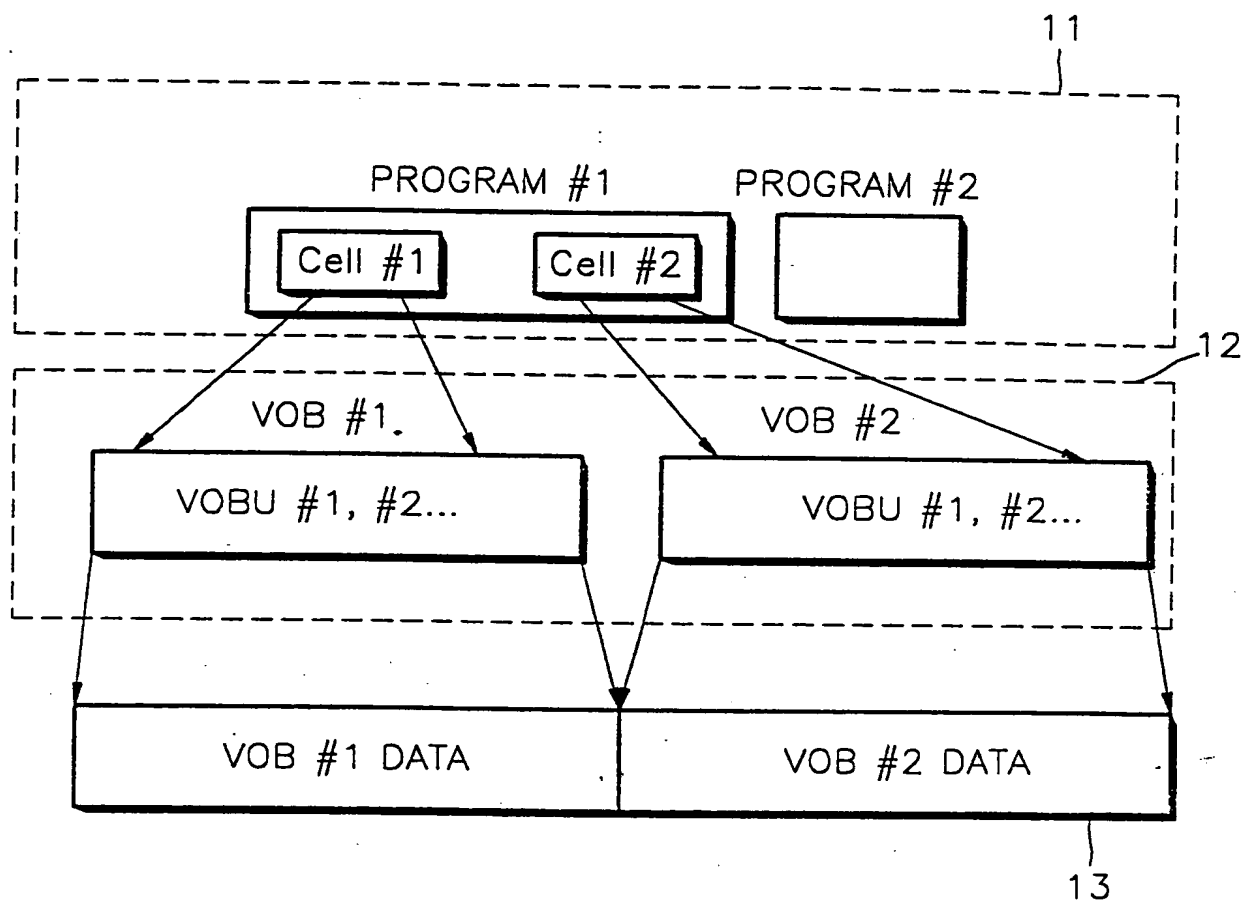 11
PROGRAM #1
PROGRAM #2
Cell #1
Cell #2
12
VOB #1
VOB #2
VOBU #1, #2...
VOBU #1, #2...
VOB #1 DATA
VOB #2 DATA
13